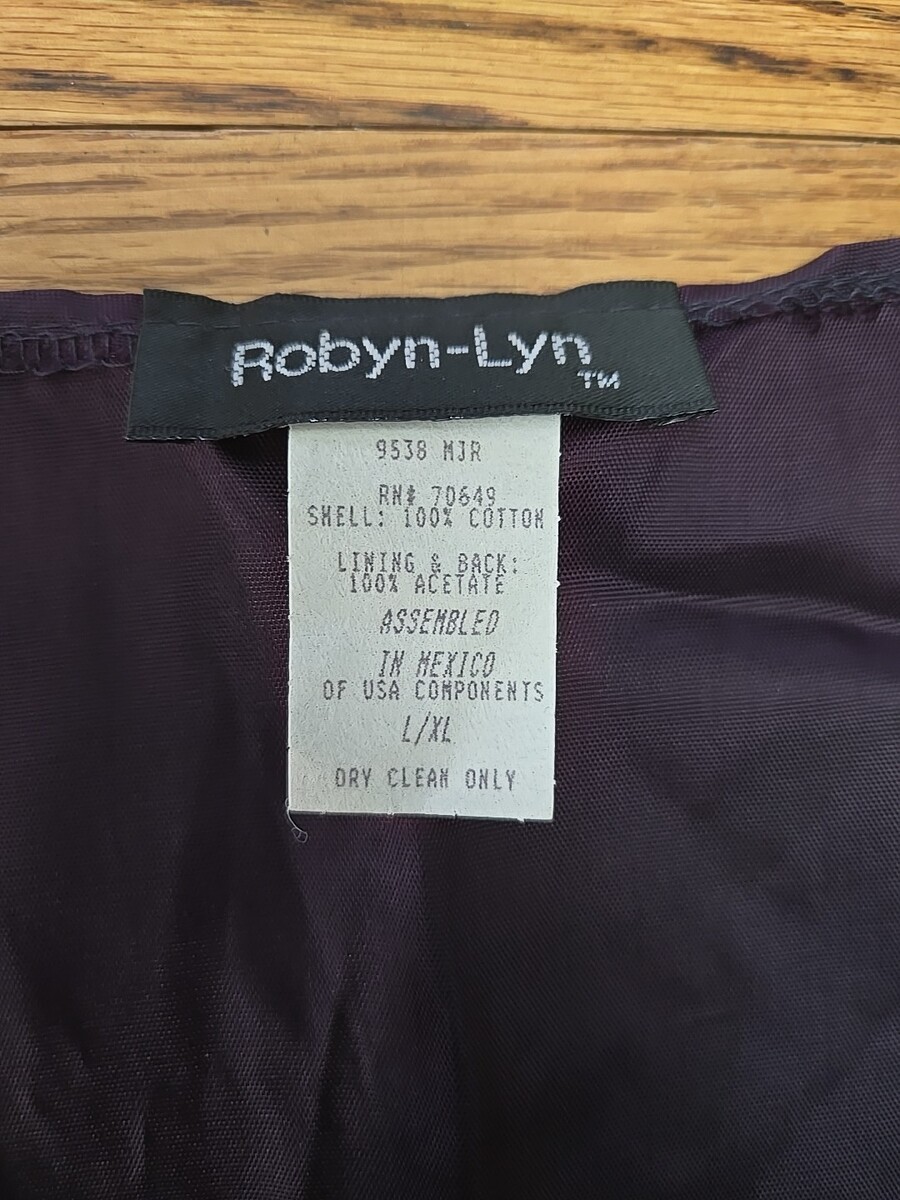 Robyn-Lyn
TM
9538 MJR
RN# 70649
SHELL: 100% COTTON
LINING & BACK:
100% ACETATE
ASSEMBLED
IN MEXICO
OF USA COMPONENTS
L/XL
DRY CLEAN ONLY